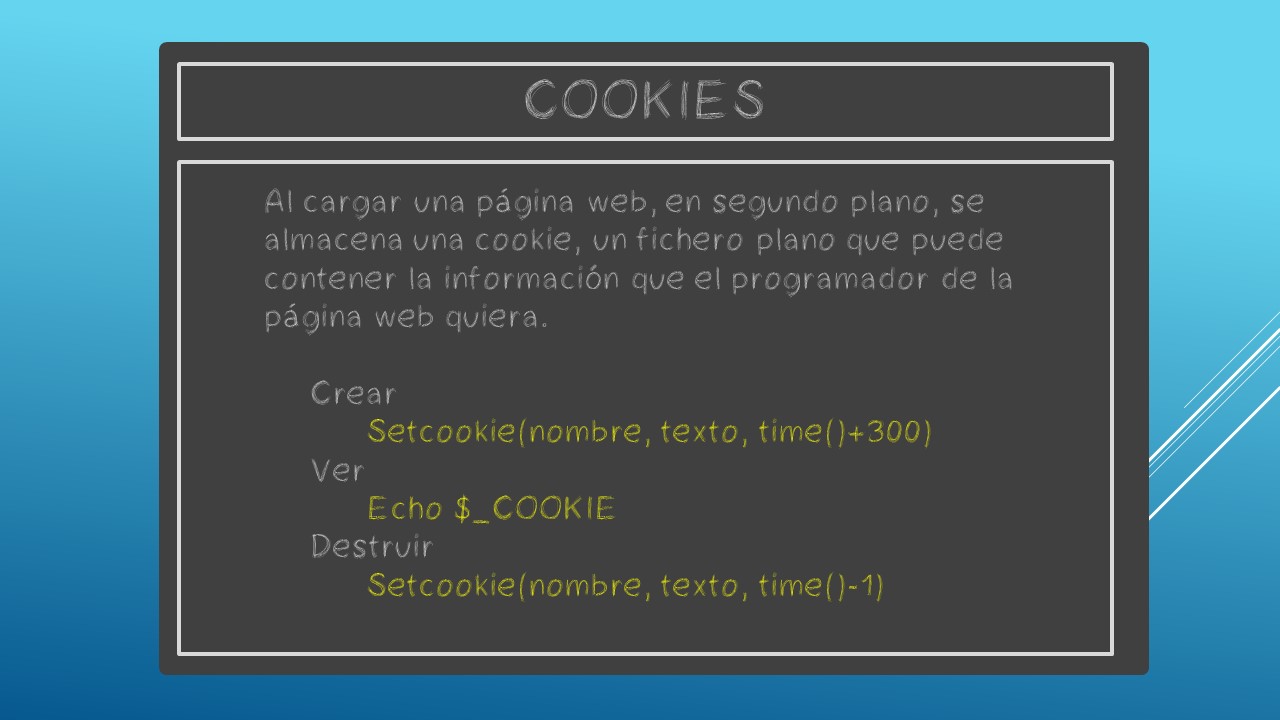 COOKIES
Al cargar una página web, en segundo plano, se
almacena una cookie, un fichero plano que puede
contener la información que el programador de la
página web quiera.
Crear
Setcookie(nombre, texto, time()+300)
Ver
Echo $_COOKIE
Destruir
Setcookie(nombre, texto, time()-1)